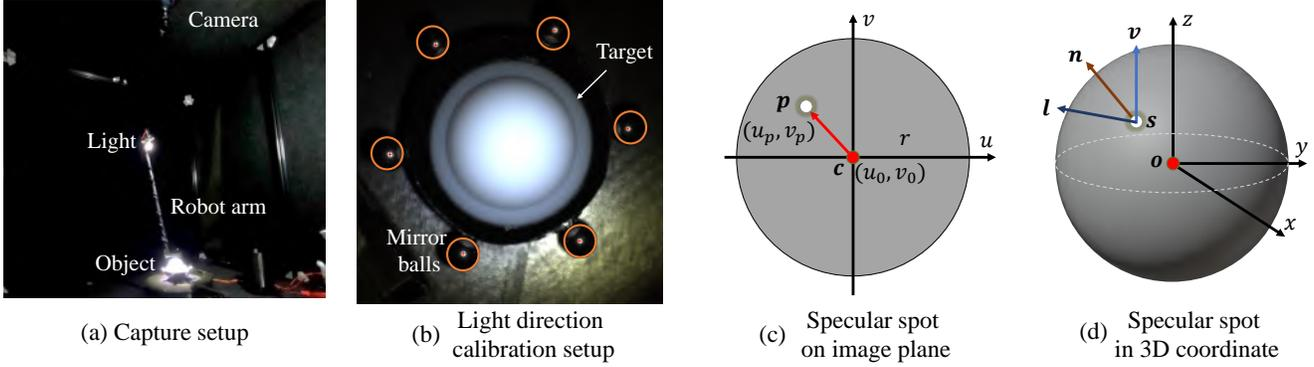 Camera
Light
Robot arm
Object
(a) Capture setup
Target
Mirror
balls
(b) Light direction
calibration setup
v
p
(u_p, v_p)
r
u
c
(u_0, v_0)
(c) Specular spot
on image plane
z
v
n
l
s
o
y
x
(d) Specular spot
in 3D coordinate